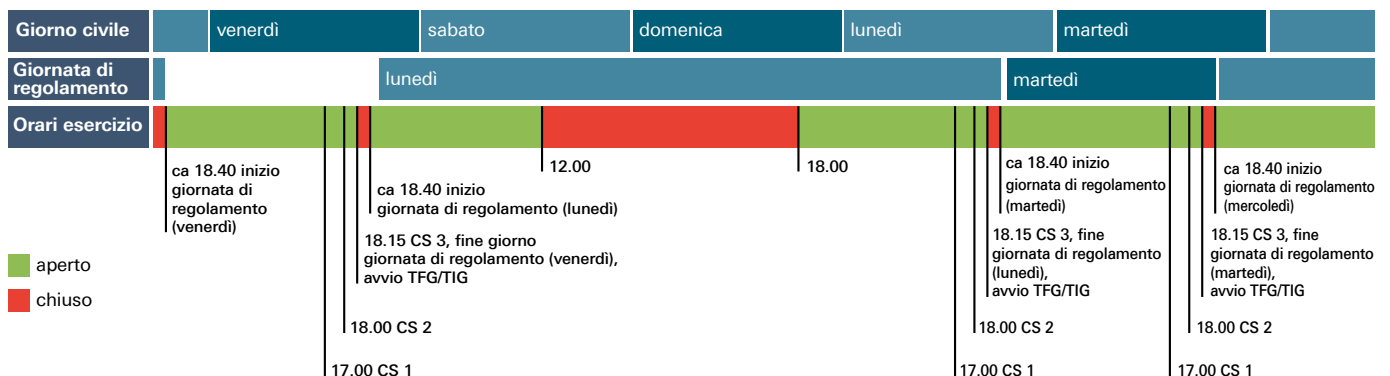 Giorno civile
venerdì
sabato
domenica
lunedì
martedì
Giornata di
regolamento
lunedì
martedì
Orari esercizio
ca 18.40 inizio
giornata di
regolamento
(venerdì)
ca 18.40 inizio
giornata di regolamento (lunedì)
18.15 CS 3, fine giorno
giornata di regolamento (venerdì),
avvio TFG/TIG
18.00 CS 2
17.00 CS 1
12.00
18.00
ca 18.40 inizio
giornata di regolamento
(martedì)
18.15 CS 3, fine
giornata di regolamento
(lunedì),
avvio TFG/TIG
18.00 CS 2
17.00 CS 1
ca 18.40 inizio
giornata di regolamento
(mercoledì)
18.15 CS 3, fine
giornata di regolamento
(martedì),
avvio TFG/TIG
18.00 CS 2
17.00 CS 1
aperto
chiuso